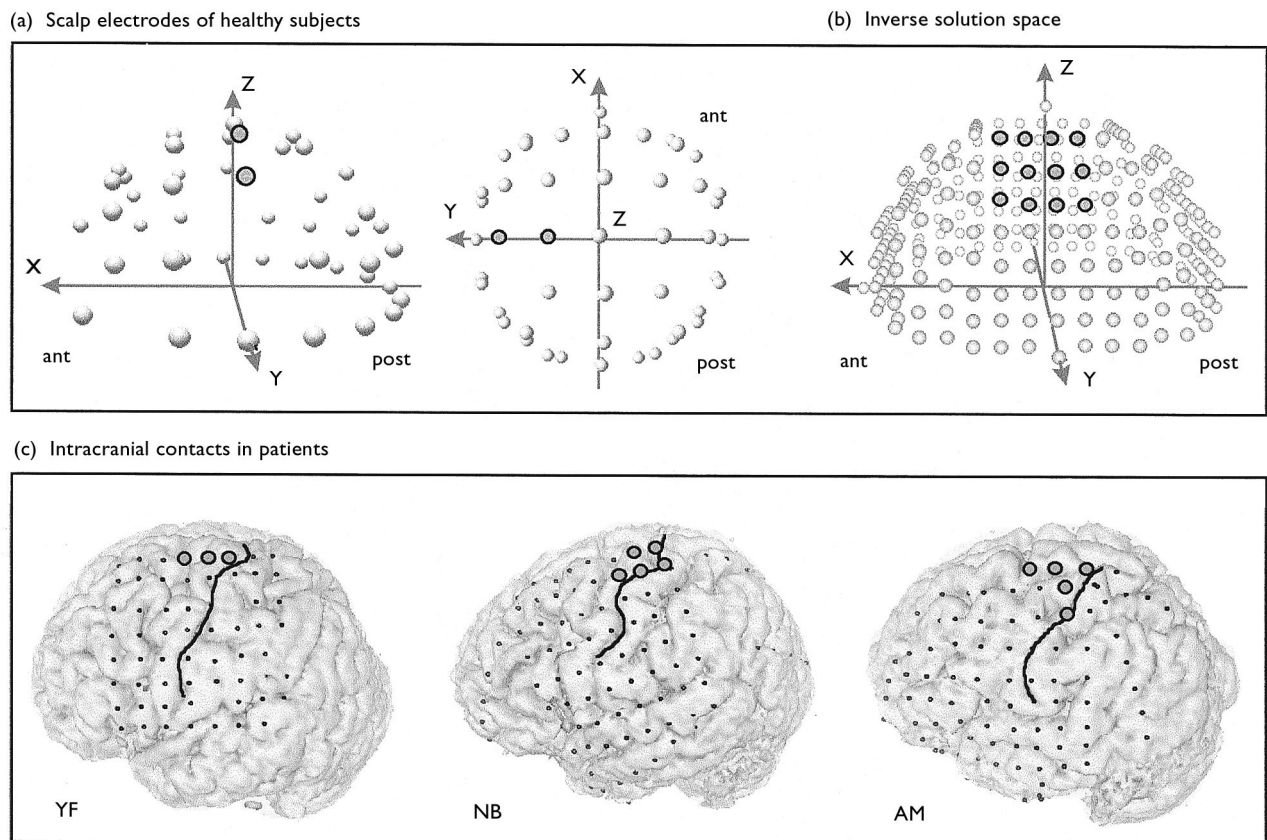 (a) Scalp electrodes of healthy subjects
(b) Inverse solution space
Z
X
ant
post
Y
X
ant
Y
Z
post
Z
X
ant
post
Y
(c) Intracranial contacts in patients
YF
NB
AM